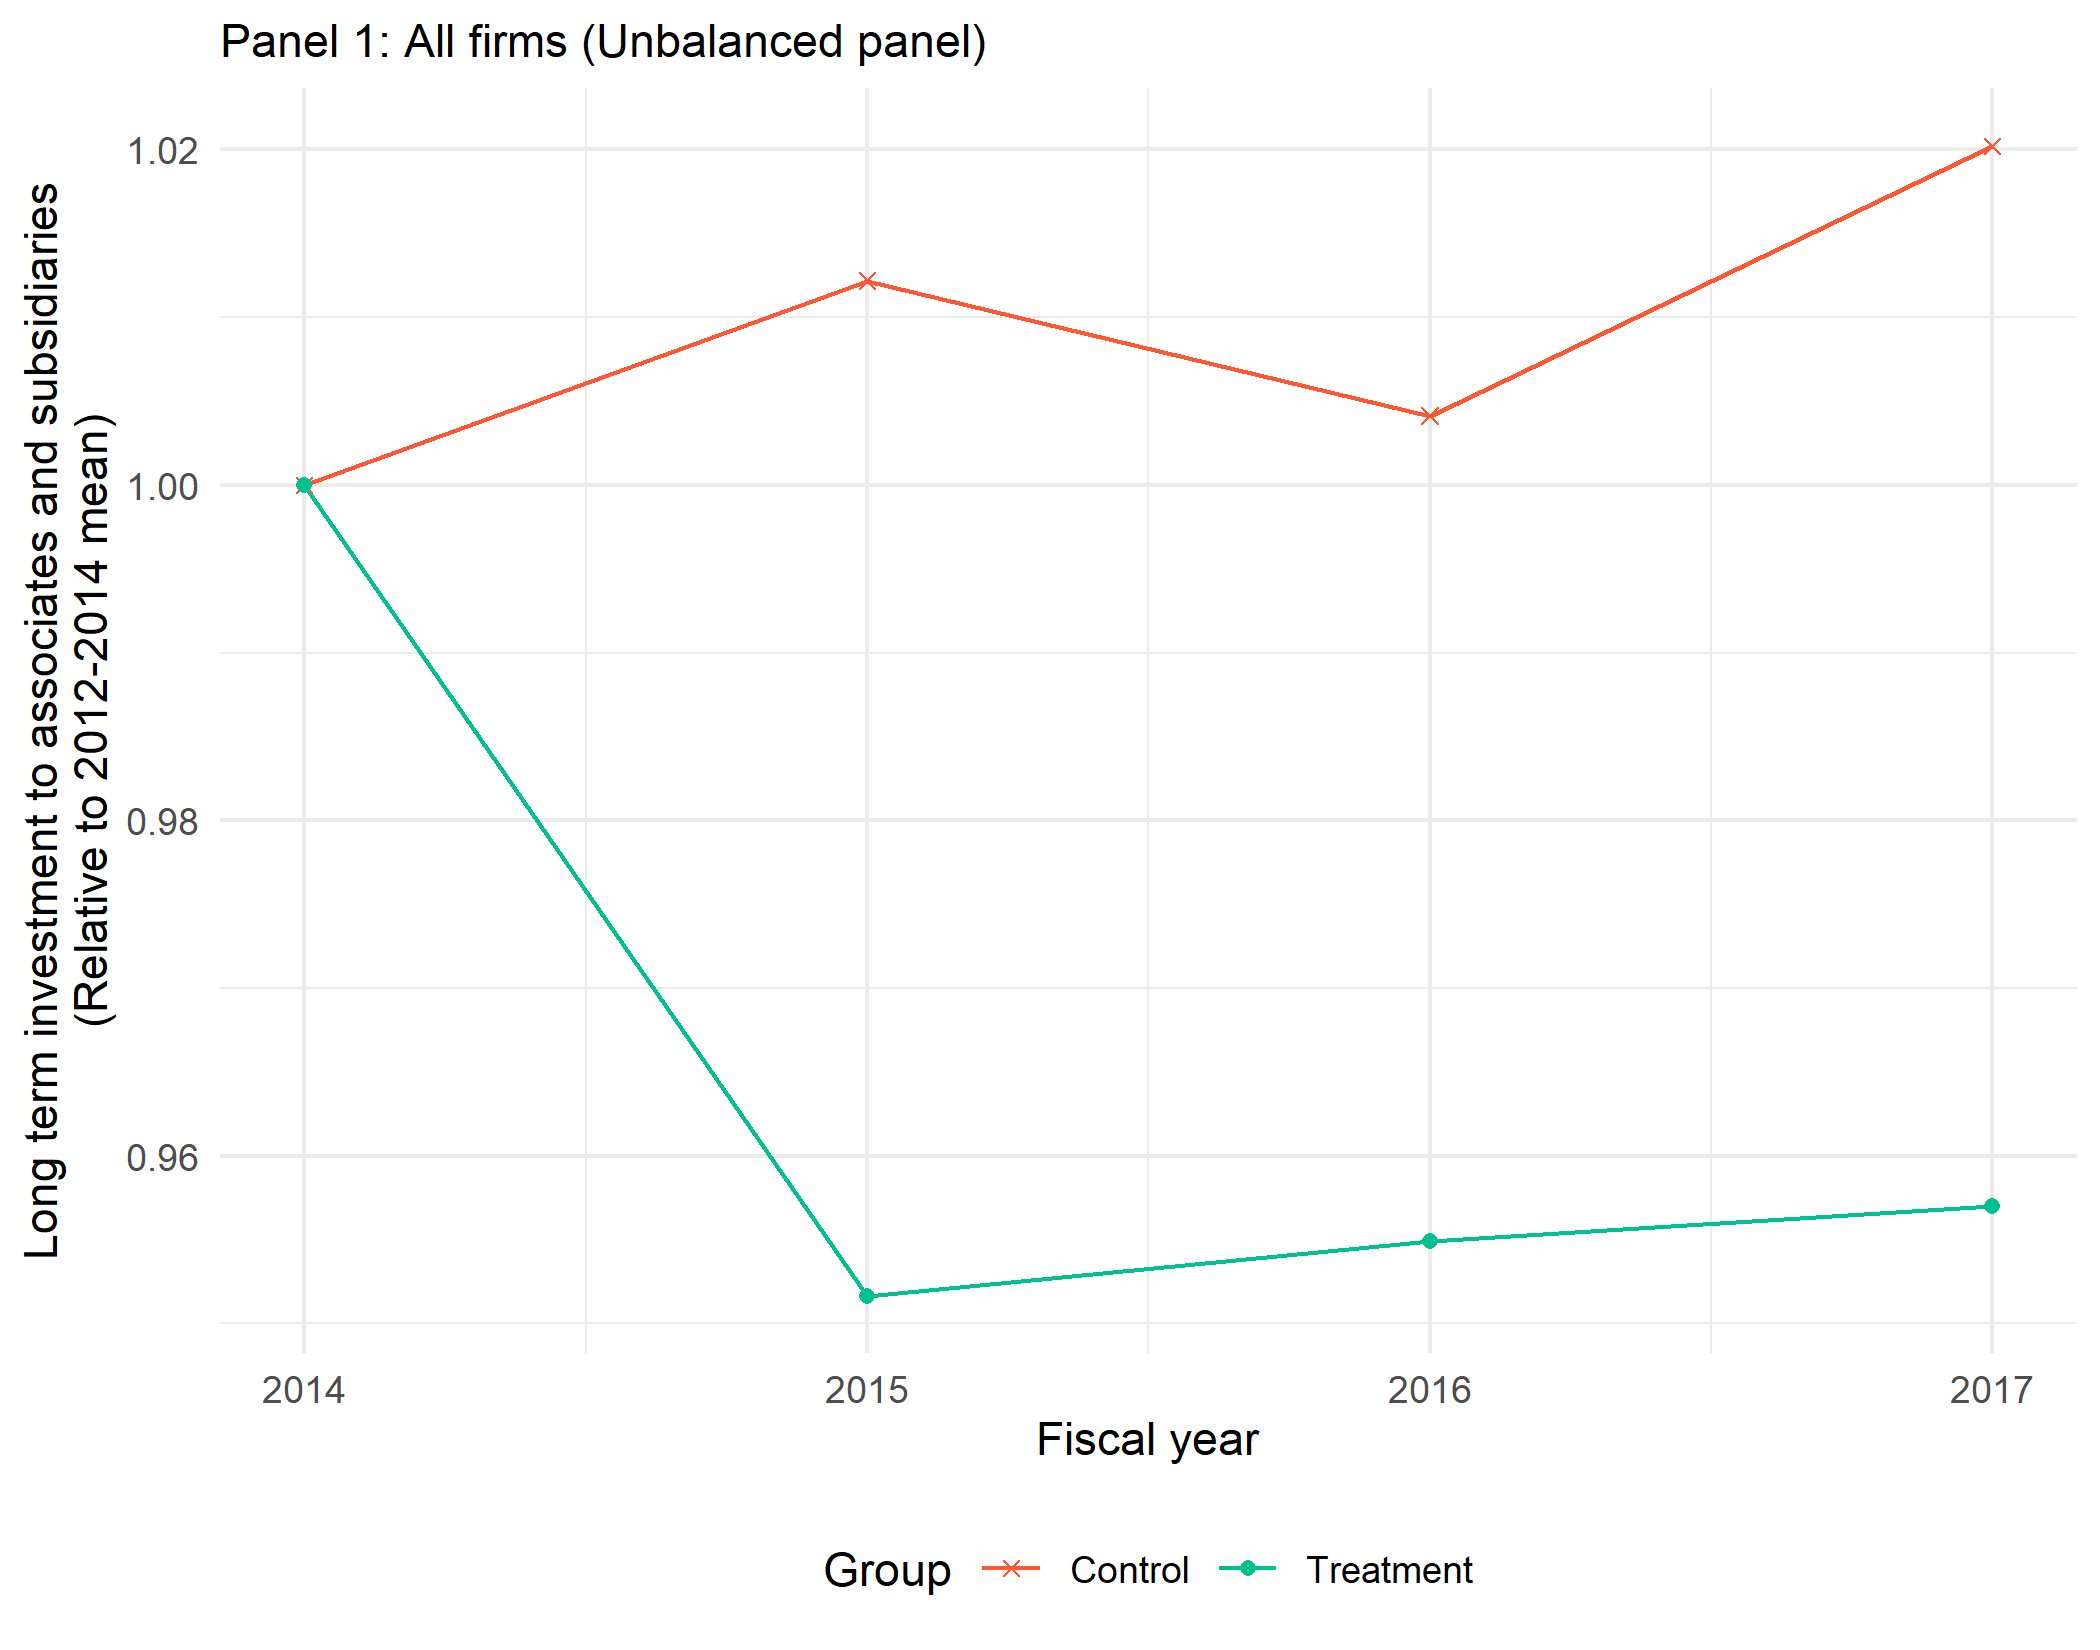 Panel 1: All firms (Unbalanced panel)
Long term investment to associates and subsidiaries
(Relative to 2012-2014 mean)
1.02
1.00
0.98
0.96
2014
2015
2016
2017
Fiscal year
Group
Control
Treatment